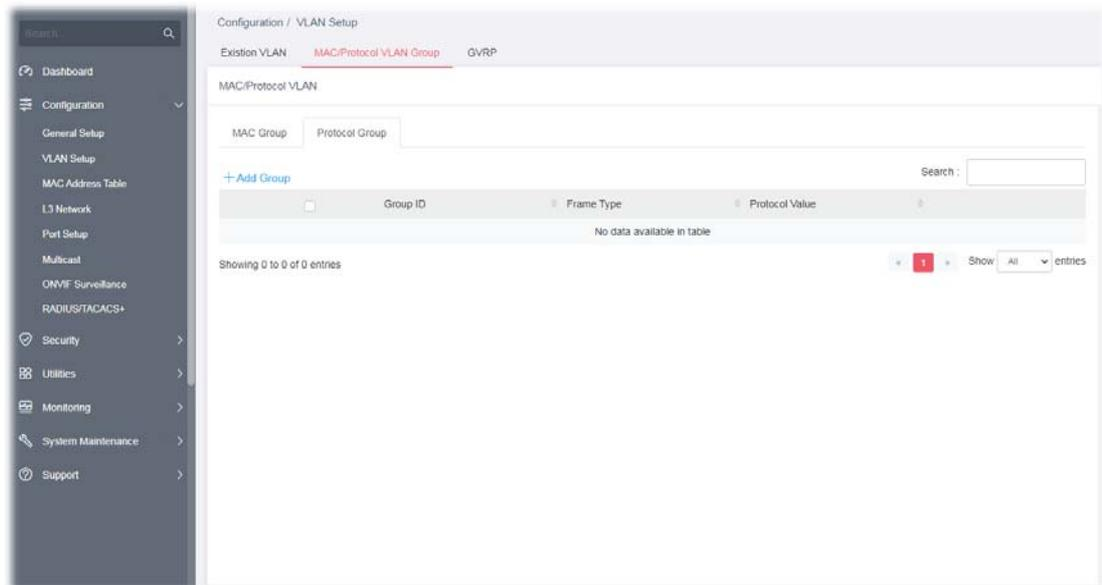 Search
Dashboard
Configuration
General Setup
VLAN Setup
MAC Address Table
L3 Network
Port Setup
Multicast
ONVIF Surveillance
RADIUS/TACACS+
Security
Utilities
Monitoring
System Maintenance
Support
Configuration / VLAN Setup
Existion VLAN MAC/Protocol VLAN Group GVRP
MAC/Protocol VLAN
MAC Group Protocol Group
+Add Group Search :
Group ID Frame Type Protocol Value
No data available in table
Showing 0 to 0 of 0 entries « 1 » Show All entries